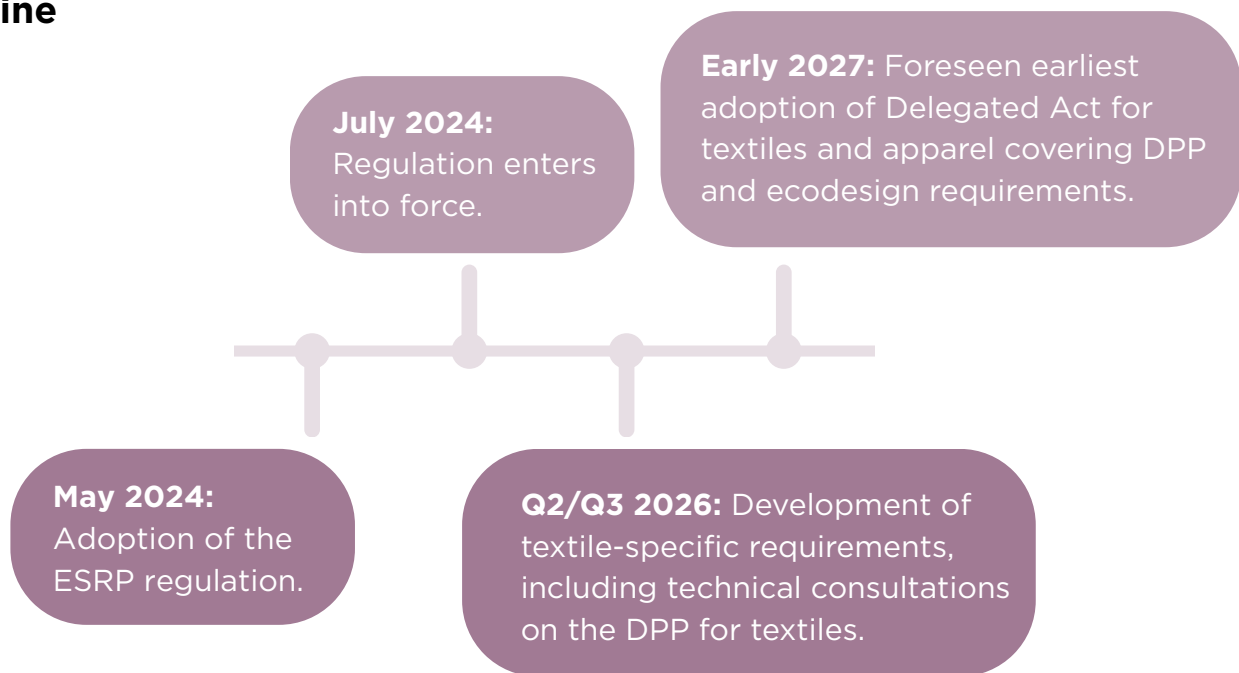 ine
May 2024:
Adoption of the
ESRP regulation.
July 2024:
Regulation enters
into force.
Q2/Q3 2026: Development of
textile-specific requirements,
including technical consultations
on the DPP for textiles.
Early 2027: Foreseen earliest
adoption of Delegated Act for
textiles and apparel covering DPP
and ecodesign requirements.